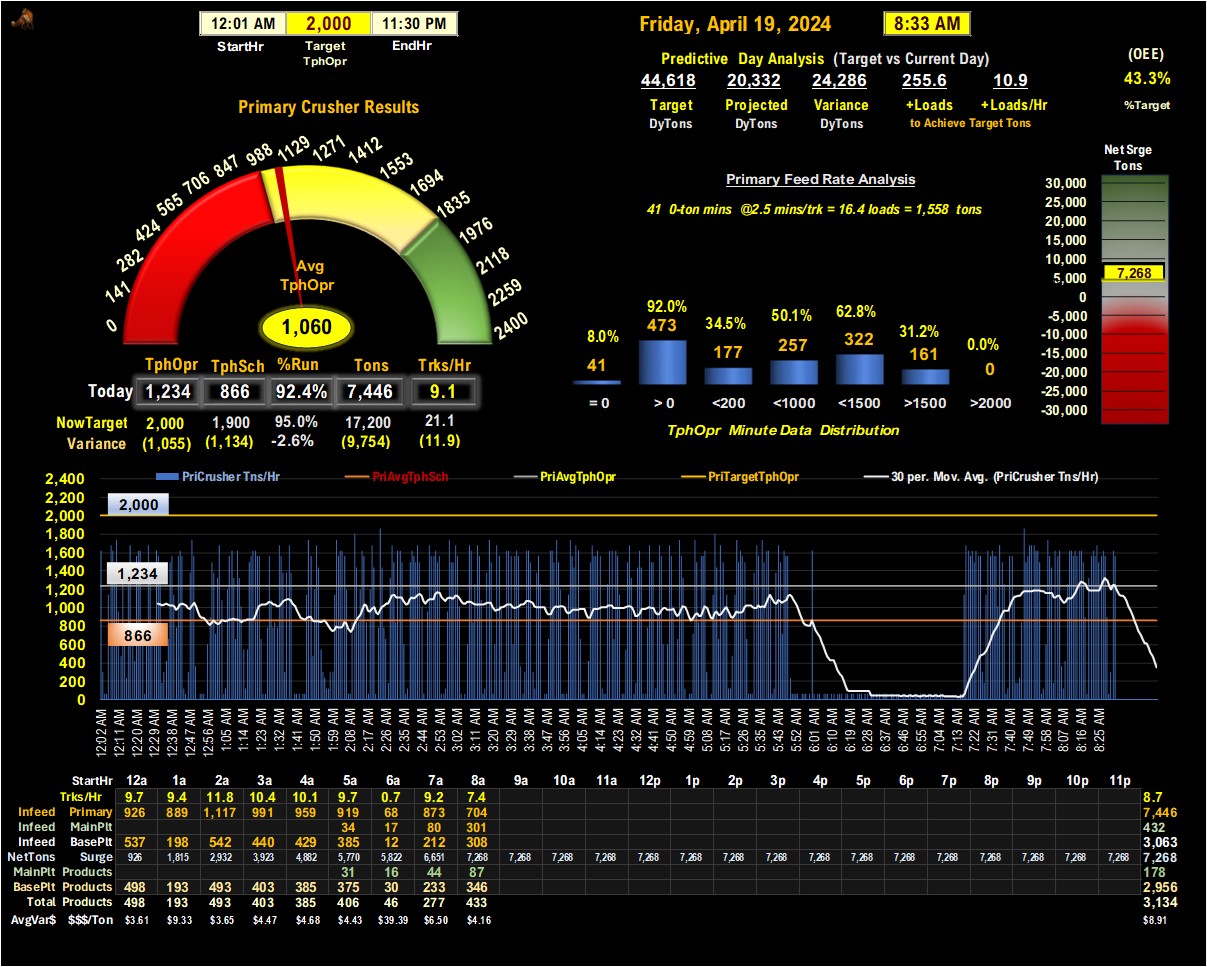 12:01 AM 2,000 11:30 PM
StartHr Target EndHr
TphOpr
Friday, April 19, 2024 8:33 AM
Predictive Day Analysis (Target vs Current Day)
44,618 20,332 24,286 255.6 10.9
Target Projected Variance +Loads +Loads/Hr
DyTons DyTons DyTons to Achieve Target Tons
(OEE)
43.3%
%Target
Primary Crusher Results
0 141 282 424 565 706 847 988 1129 1271 1412 1553 1694 1835 1976 2118 2259 2400
Avg
TphOpr
1,060
TphOpr TphSch %Run Tons Trks/Hr
Today 1,234 866 92.4% 7,446 9.1
NowTarget 2,000 1,900 95.0% 17,200 21.1
Variance (1,055) (1,134) -2.6% (9,754) (11.9)
Primary Feed Rate Analysis
41 0-ton mins @2.5 mins/trk = 16.4 loads = 1,558 tons
8.0% 92.0% 34.5% 50.1% 62.8% 31.2% 0.0%
41 473 177 257 322 161 0
= 0 > 0 <200 <1000 <1500 >1500 >2000
TphOpr Minute Data Distribution
Net Srge
Tons
30,000
25,000
20,000
15,000
10,000
7,268
5,000
0
-5,000
-10,000
-15,000
-20,000
-25,000
-30,000
PriCrusher Tns/Hr PriAvgTphSch PriAvgTphOpr PriTargetTphOpr 30 per. Mov. Avg. (PriCrusher Tns/Hr)
2,400
2,200
2,000
1,800
1,600
1,400
1,200
1,000
800
600
400
200
0
2,000
1,234
866
12:02 AM 12:11 AM 12:20 AM 12:29 AM 12:38 AM 12:47 AM 12:56 AM 1:05 AM 1:14 AM 1:23 AM 1:32 AM 1:41 AM 1:50 AM 1:59 AM 2:08 AM 2:17 AM 2:26 AM 2:35 AM 2:44 AM 2:53 AM 3:02 AM 3:11 AM 3:20 AM 3:29 AM 3:38 AM 3:47 AM 3:56 AM 4:05 AM 4:14 AM 4:23 AM 4:32 AM 4:41 AM 4:50 AM 4:59 AM 5:08 AM 5:17 AM 5:26 AM 5:35 AM 5:43 AM 5:52 AM 6:01 AM 6:10 AM 6:19 AM 6:28 AM 6:37 AM 6:46 AM 6:55 AM 7:04 AM 7:13 AM 7:22 AM 7:31 AM 7:40 AM 7:49 AM 7:58 AM 8:07 AM 8:16 AM 8:25 AM
StartHr 12a 1a 2a 3a 4a 5a 6a 7a 8a 9a 10a 11a 12p 1p 2p 3p 4p 5p 6p 7p 8p 9p 10p 11p
Trks/Hr 9.7 9.4 11.8 10.4 10.1 9.7 0.7 9.2 7.4 8.7
Infeed Primary 926 889 1,117 991 959 919 68 873 704 7,446
Infeed MainPlt 34 17 80 301 432
Infeed BasePlt 537 198 542 440 429 385 12 212 308 3,063
NetTons Surge 926 1,815 2,932 3,923 4,882 5,770 5,822 6,651 7,268 7,268 7,268 7,268 7,268 7,268 7,268 7,268 7,268 7,268 7,268 7,268 7,268 7,268 7,268 7,268 7,268
MainPlt Products 31 16 44 87 178
BasePlt Products 498 193 493 403 385 375 30 233 346 2,956
Total Products 498 193 493 403 385 406 46 277 433 3,134
AvgVar$ $$$/Ton $3.61 $9.33 $3.65 $4.47 $4.68 $4.43 $39.39 $6.50 $4.16 $8.91